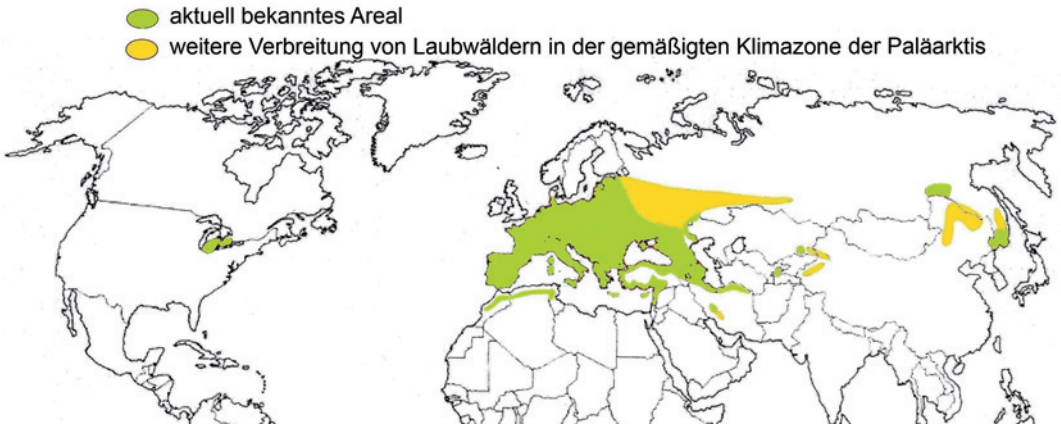 aktuell bekanntes Areal
weitere Verbreitung von Laubwäldern in der gemäßigten Klimazone der Paläarktis